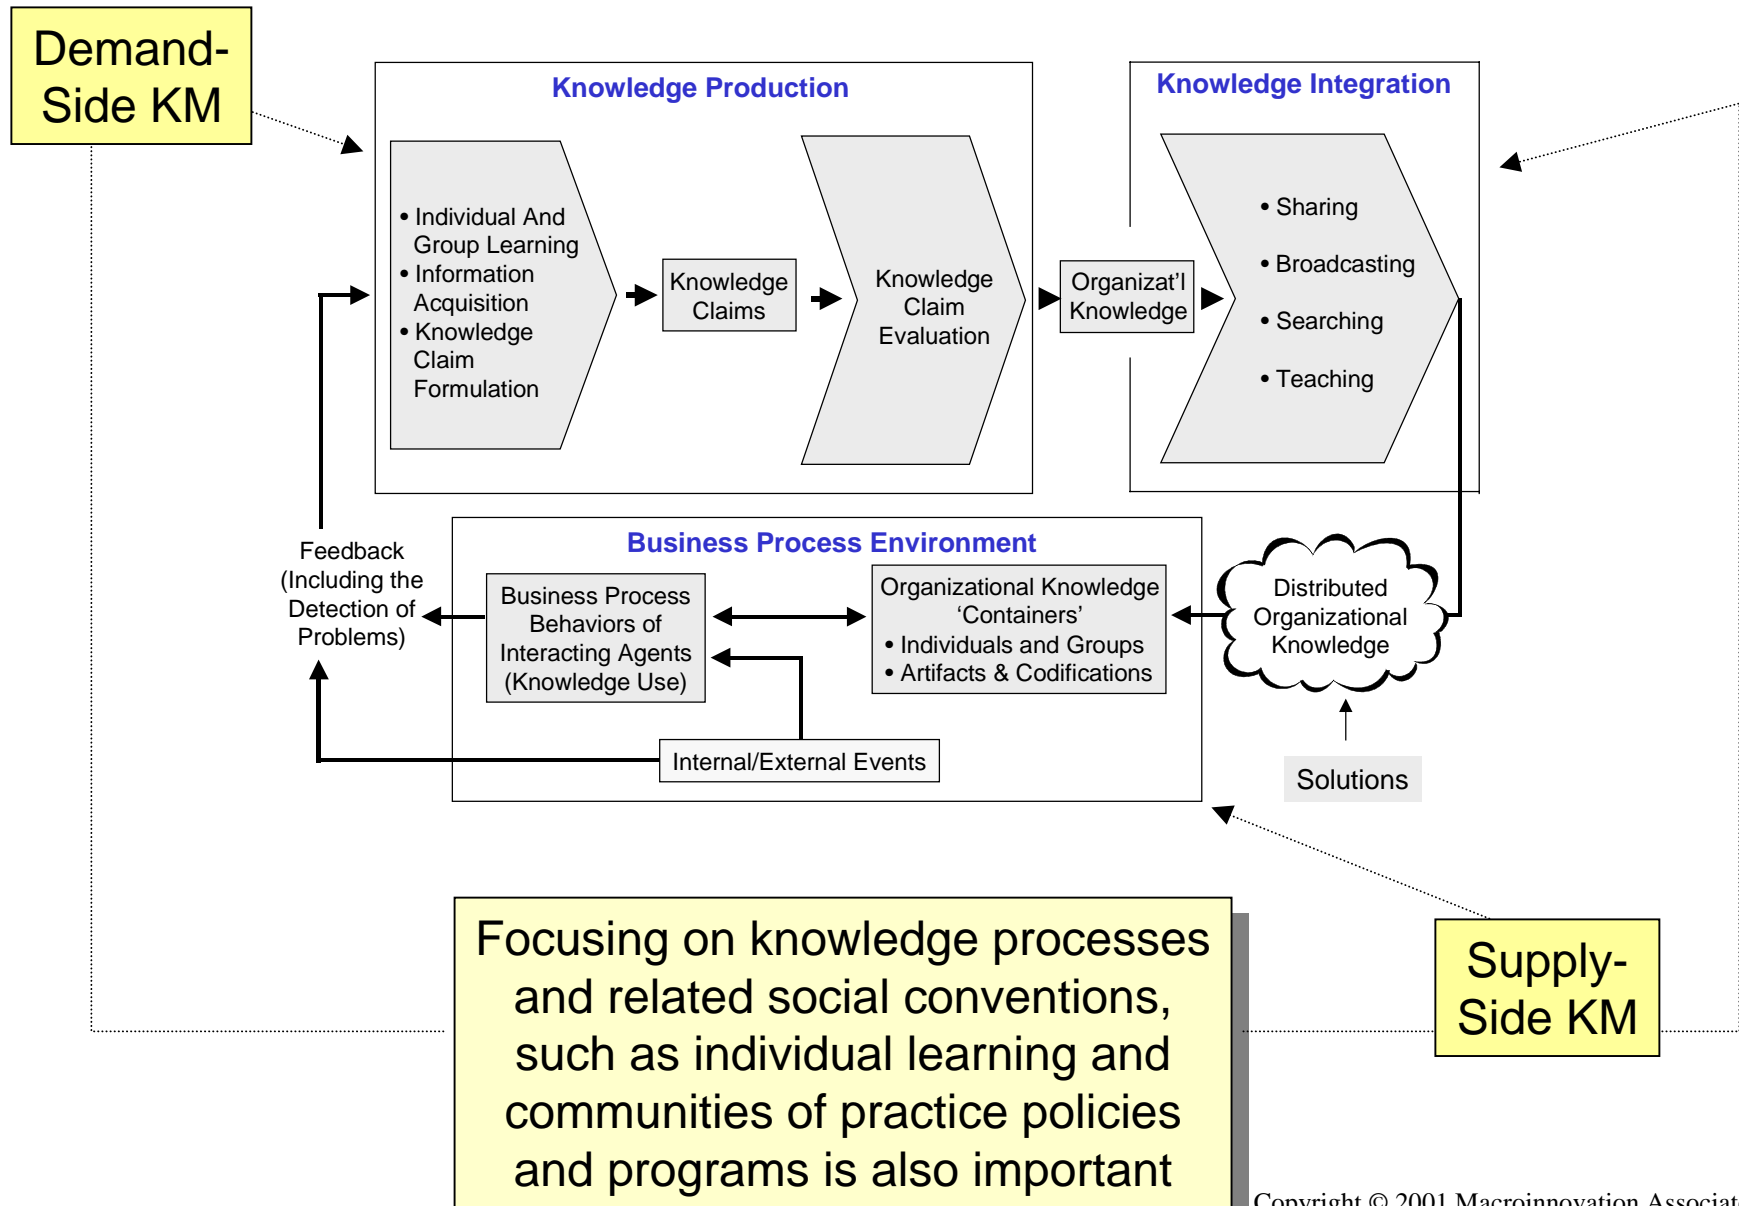 Demand-
Side KM
Knowledge Production
• Individual And
Group Learning
• Information
Acquisition
• Knowledge
Claim
Formulation
Knowledge
Claims
Knowledge
Claim
Evaluation
Organizat'l
Knowledge
Knowledge Integration
• Sharing
• Broadcasting
• Searching
• Teaching
Feedback
(Including the
Detection of
Problems)
Business Process Environment
Business Process
Behaviors of
Interacting Agents
(Knowledge Use)
Organizational Knowledge
'Containers'
• Individuals and Groups
• Artifacts & Codifications
Internal/External Events
Distributed
Organizational
Knowledge
Solutions
Focusing on knowledge processes
and related social conventions,
such as individual learning and
communities of practice policies
and programs is also important
Supply-
Side KM
Copyright © 2001 Macroinnovation Associat